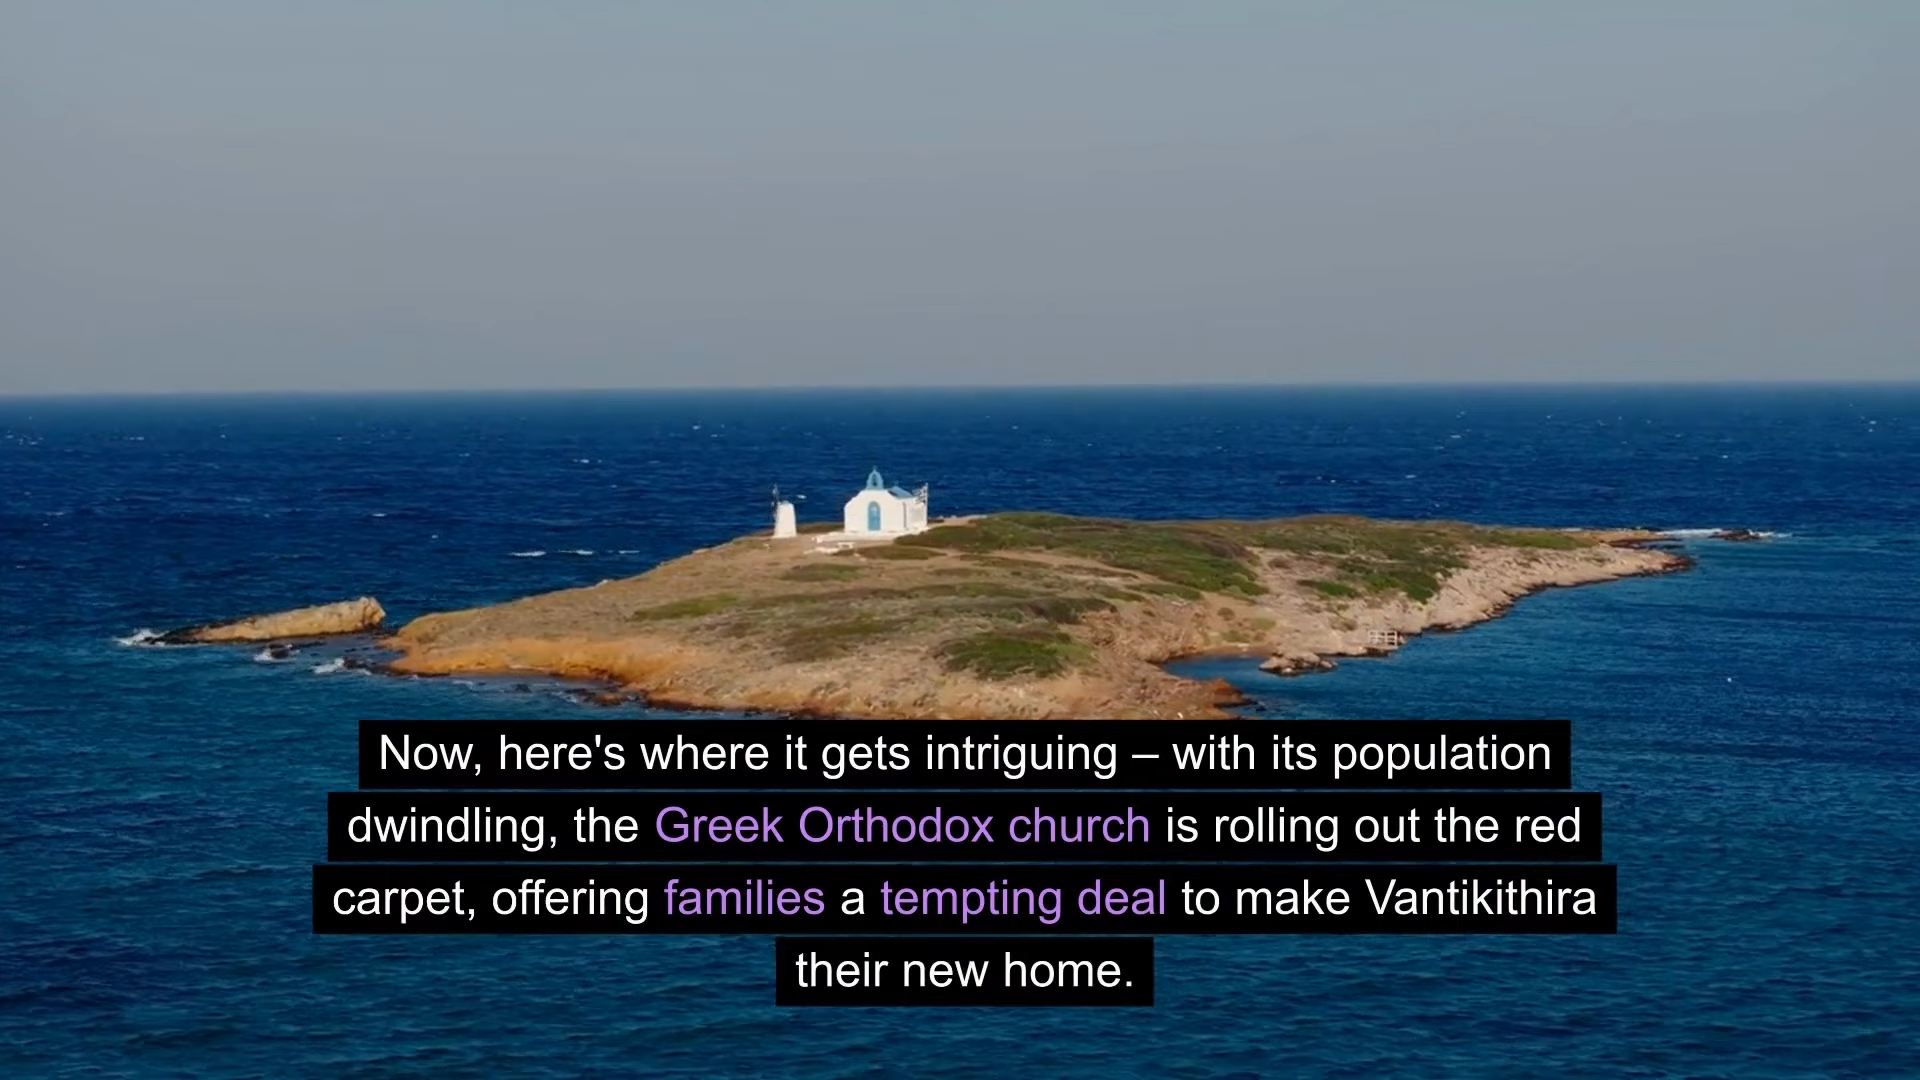 Now, here's where it gets intriguing – with its population
dwindling, the Greek Orthodox church is rolling out the red
carpet, offering families a tempting deal to make Vantikithira
their new home.